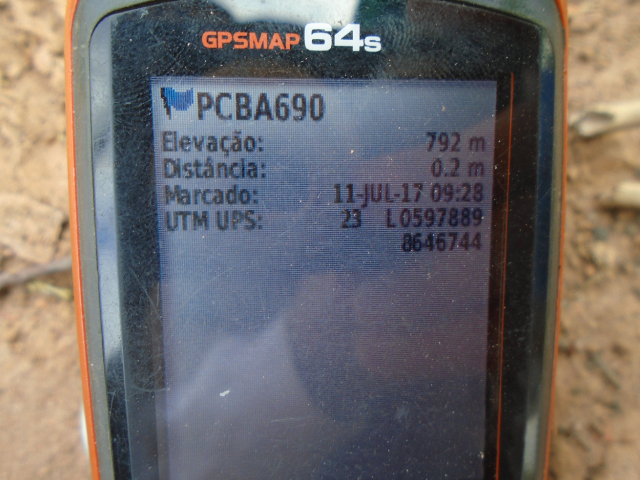 GPSMAP 64s
PCBA690
Elevação: 792 m
Distância: 0.2 m
Marcado: 11-JUL-17 09:28
UTM UPS: 23 L 0597889
8646744